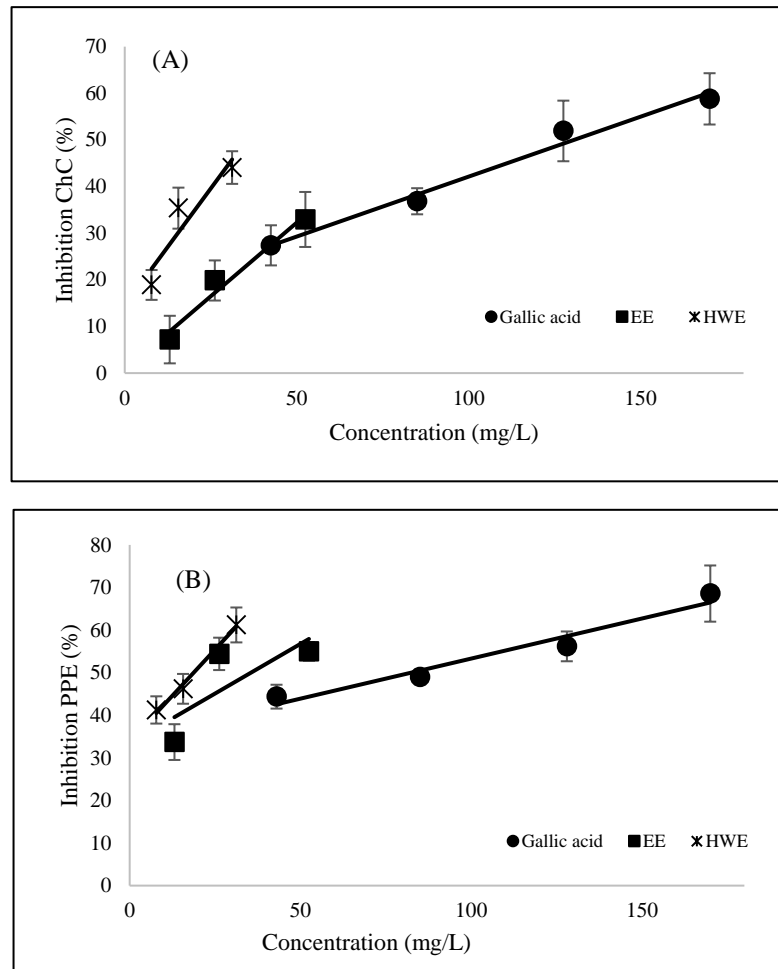 (A)
Inhibition ChC (%)
70
60
50
40
30
20
10
0
0 50 100 150
Concentration (mg/L)
Gallic acid EE HWE
(B)
Inhibition PPE (%)
80
70
60
50
40
30
20
10
0
0 50 100 150
Concentration (mg/L)
Gallic acid EE HWE